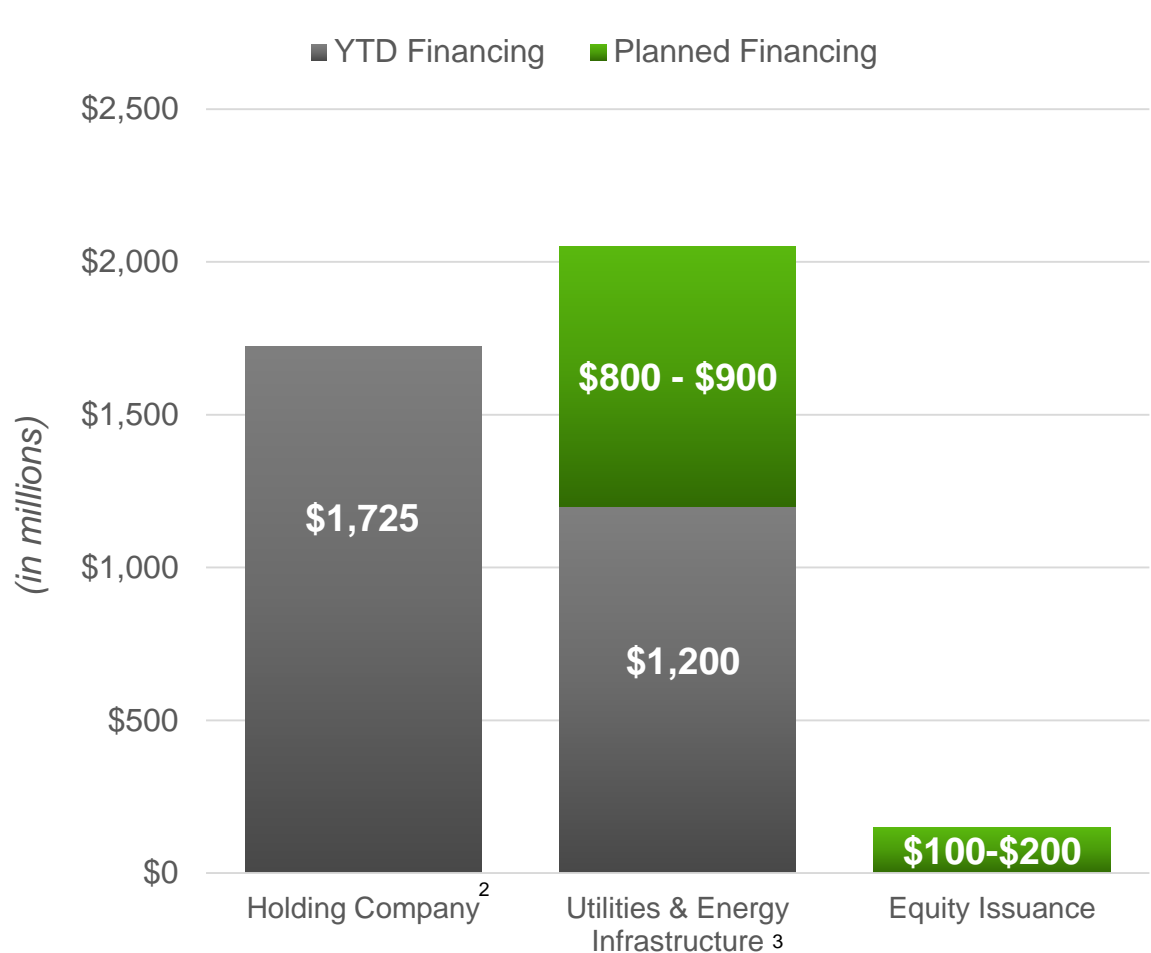 YTD Financing Planned Financing
$2,500
$2,000
$1,500
$1,000
$500
$0
(in millions)
$1,725
$800 - $900
$1,200
$100-$200
Holding Company 2
Utilities & Energy
Infrastructure 3
Equity Issuance